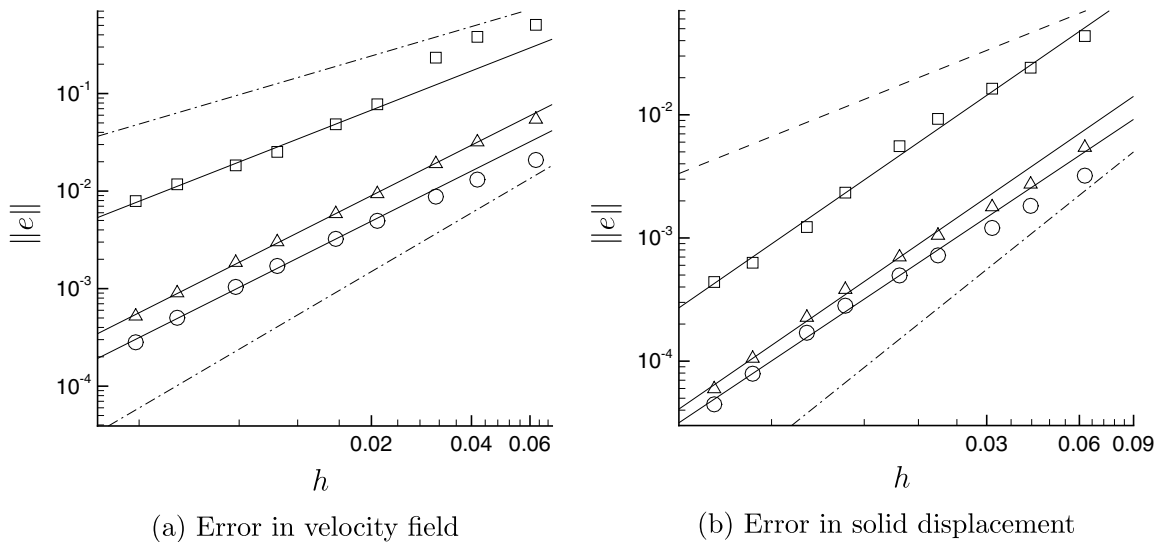 10⁻¹
10⁻²
10⁻³
10⁻⁴
‖e‖
0.02 0.04 0.06
h
(a) Error in velocity field
10⁻²
10⁻³
10⁻⁴
‖e‖
0.03 0.06 0.09
h
(b) Error in solid displacement